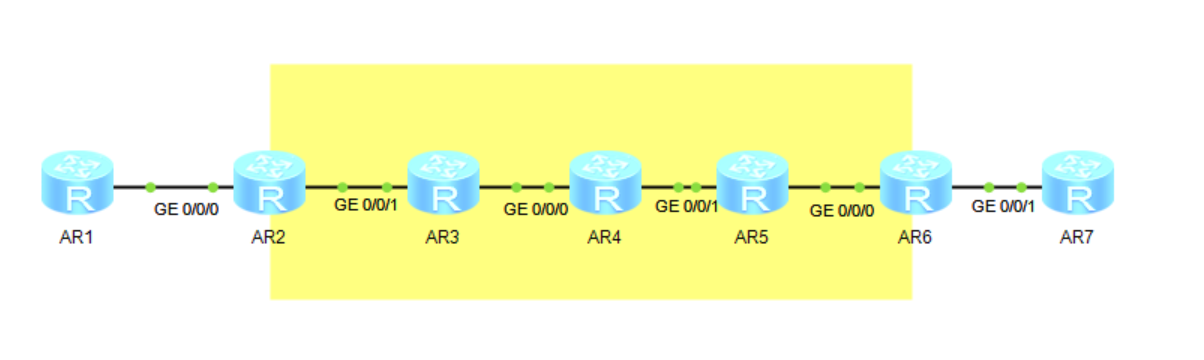 R R R R R R R
GE 0/0/0 GE 0/0/1 GE 0/0/0 GE 0/0/1 GE 0/0/0 GE 0/0/1
AR1 AR2 AR3 AR4 AR5 AR6 AR7